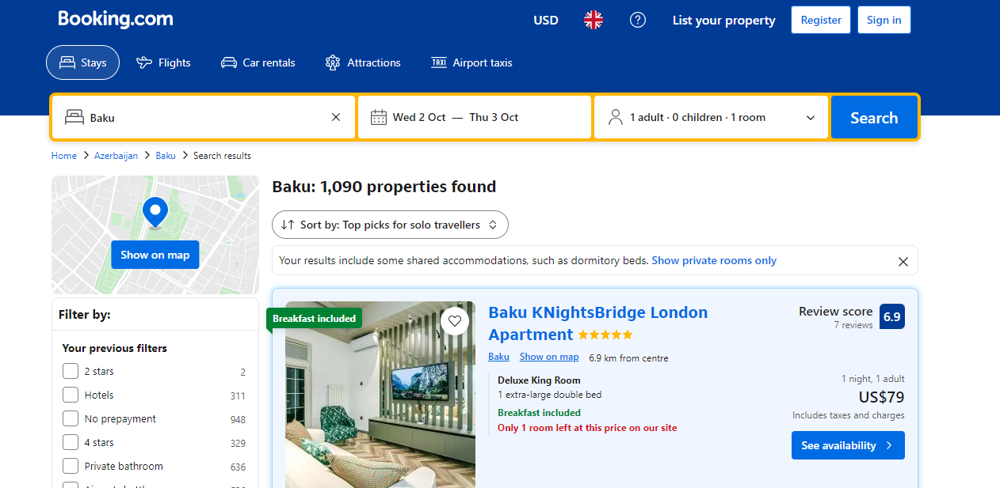 Booking.com
USD
List your property
Register
Sign in
Stays
Flights
Car rentals
Attractions
TAXI Airport taxis
Baku
Wed 2 Oct — Thu 3 Oct
1 adult · 0 children · 1 room
Search
Home > Azerbaijan > Baku > Search results
Show on map
Baku: 1,090 properties found
Sort by: Top picks for solo travellers
Your results include some shared accommodations, such as dormitory beds. Show private rooms only
Filter by:
Your previous filters
2 stars 2
Hotels 311
No prepayment 948
4 stars 329
Private bathroom 636
Breakfast included
Baku KNightsBridge London
Apartment
Baku
Show on map
6.9 km from centre
Review score 6.9
7 reviews
Deluxe King Room
1 extra-large double bed
Breakfast included
Only 1 room left at this price on our site
1 night, 1 adult
US$79
Includes taxes and charges
See availability